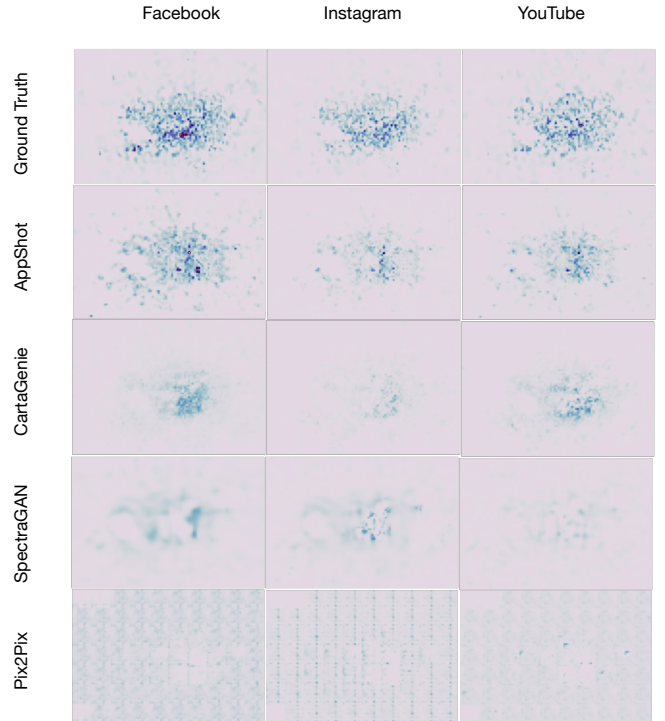 Facebook Instagram YouTube
Ground Truth
AppShot
CartaGenie
SpectraGAN
Pix2Pix